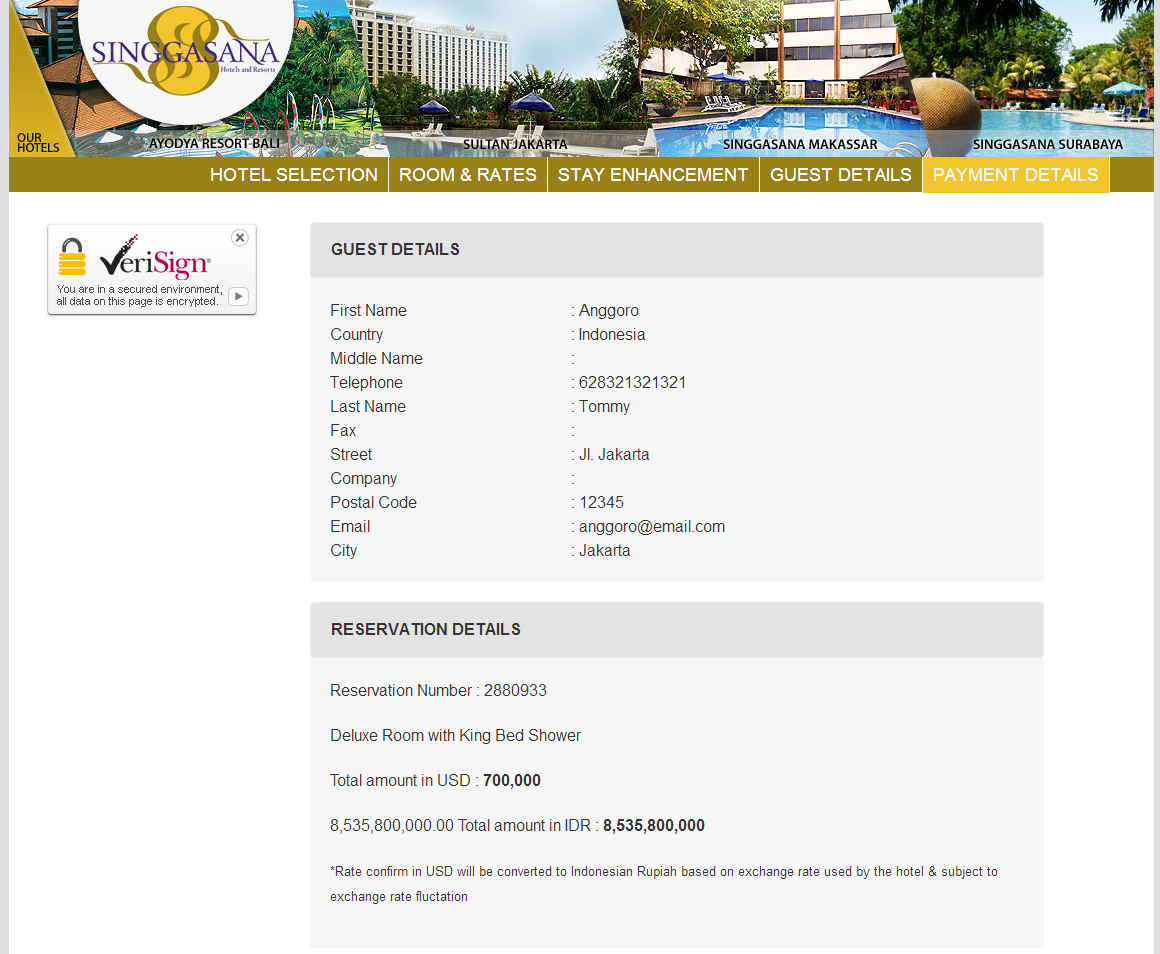 SINGGASANA
Hotels and Resorts
OUR
HOTELS
AYODYA RESORT BALI
SULTAN JAKARTA
SINGGASANA MAKASSAR
SINGGASANA SURABAYA
HOTEL SELECTION
ROOM & RATES
STAY ENHANCEMENT
GUEST DETAILS
PAYMENT DETAILS
VeriSign®
You are in a secured environment,
all data on this page is encrypted.
GUEST DETAILS
First Name : Anggoro
Country : Indonesia
Middle Name :
Telephone : 628321321321
Last Name : Tommy
Fax :
Street : Jl. Jakarta
Company :
Postal Code : 12345
Email : anggoro@email.com
City : Jakarta
RESERVATION DETAILS
Reservation Number : 2880933
Deluxe Room with King Bed Shower
Total amount in USD : 700,000
8,535,800,000.00 Total amount in IDR : 8,535,800,000
*Rate confirm in USD will be converted to Indonesian Rupiah based on exchange rate used by the hotel & subject to
exchange rate fluctation